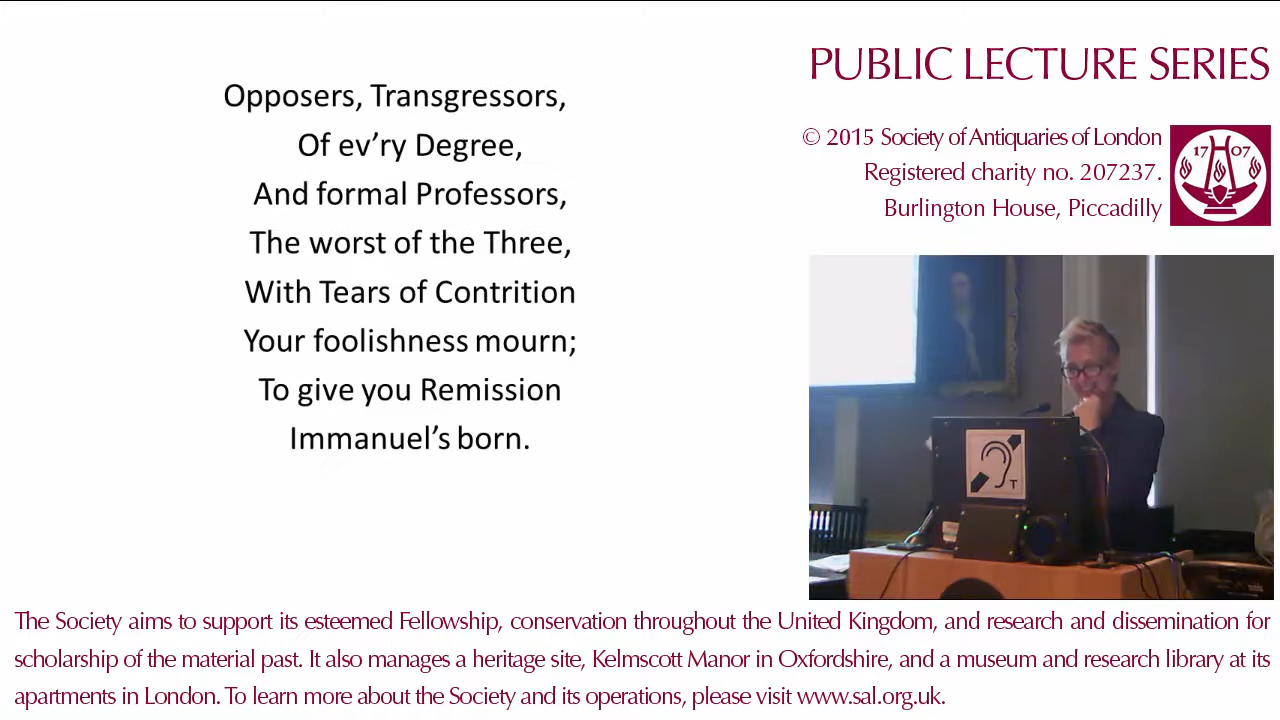 Opposers, Transgressors,
Of ev’ry Degree,
And formal Professors,
The worst of the Three,
With Tears of Contrition
Your foolishness mourn;
To give you Remission
Immanuel’s born.
PUBLIC LECTURE SERIES
© 2015 Society of Antiquaries of London
Registered charity no. 207237.
Burlington House, Piccadilly
17 07
T
The Society aims to support its esteemed Fellowship, conservation throughout the United Kingdom, and research and dissemination for
scholarship of the material past. It also manages a heritage site, Kelmscott Manor in Oxfordshire, and a museum and research library at its
apartments in London. To learn more about the Society and its operations, please visit www.sal.org.uk.